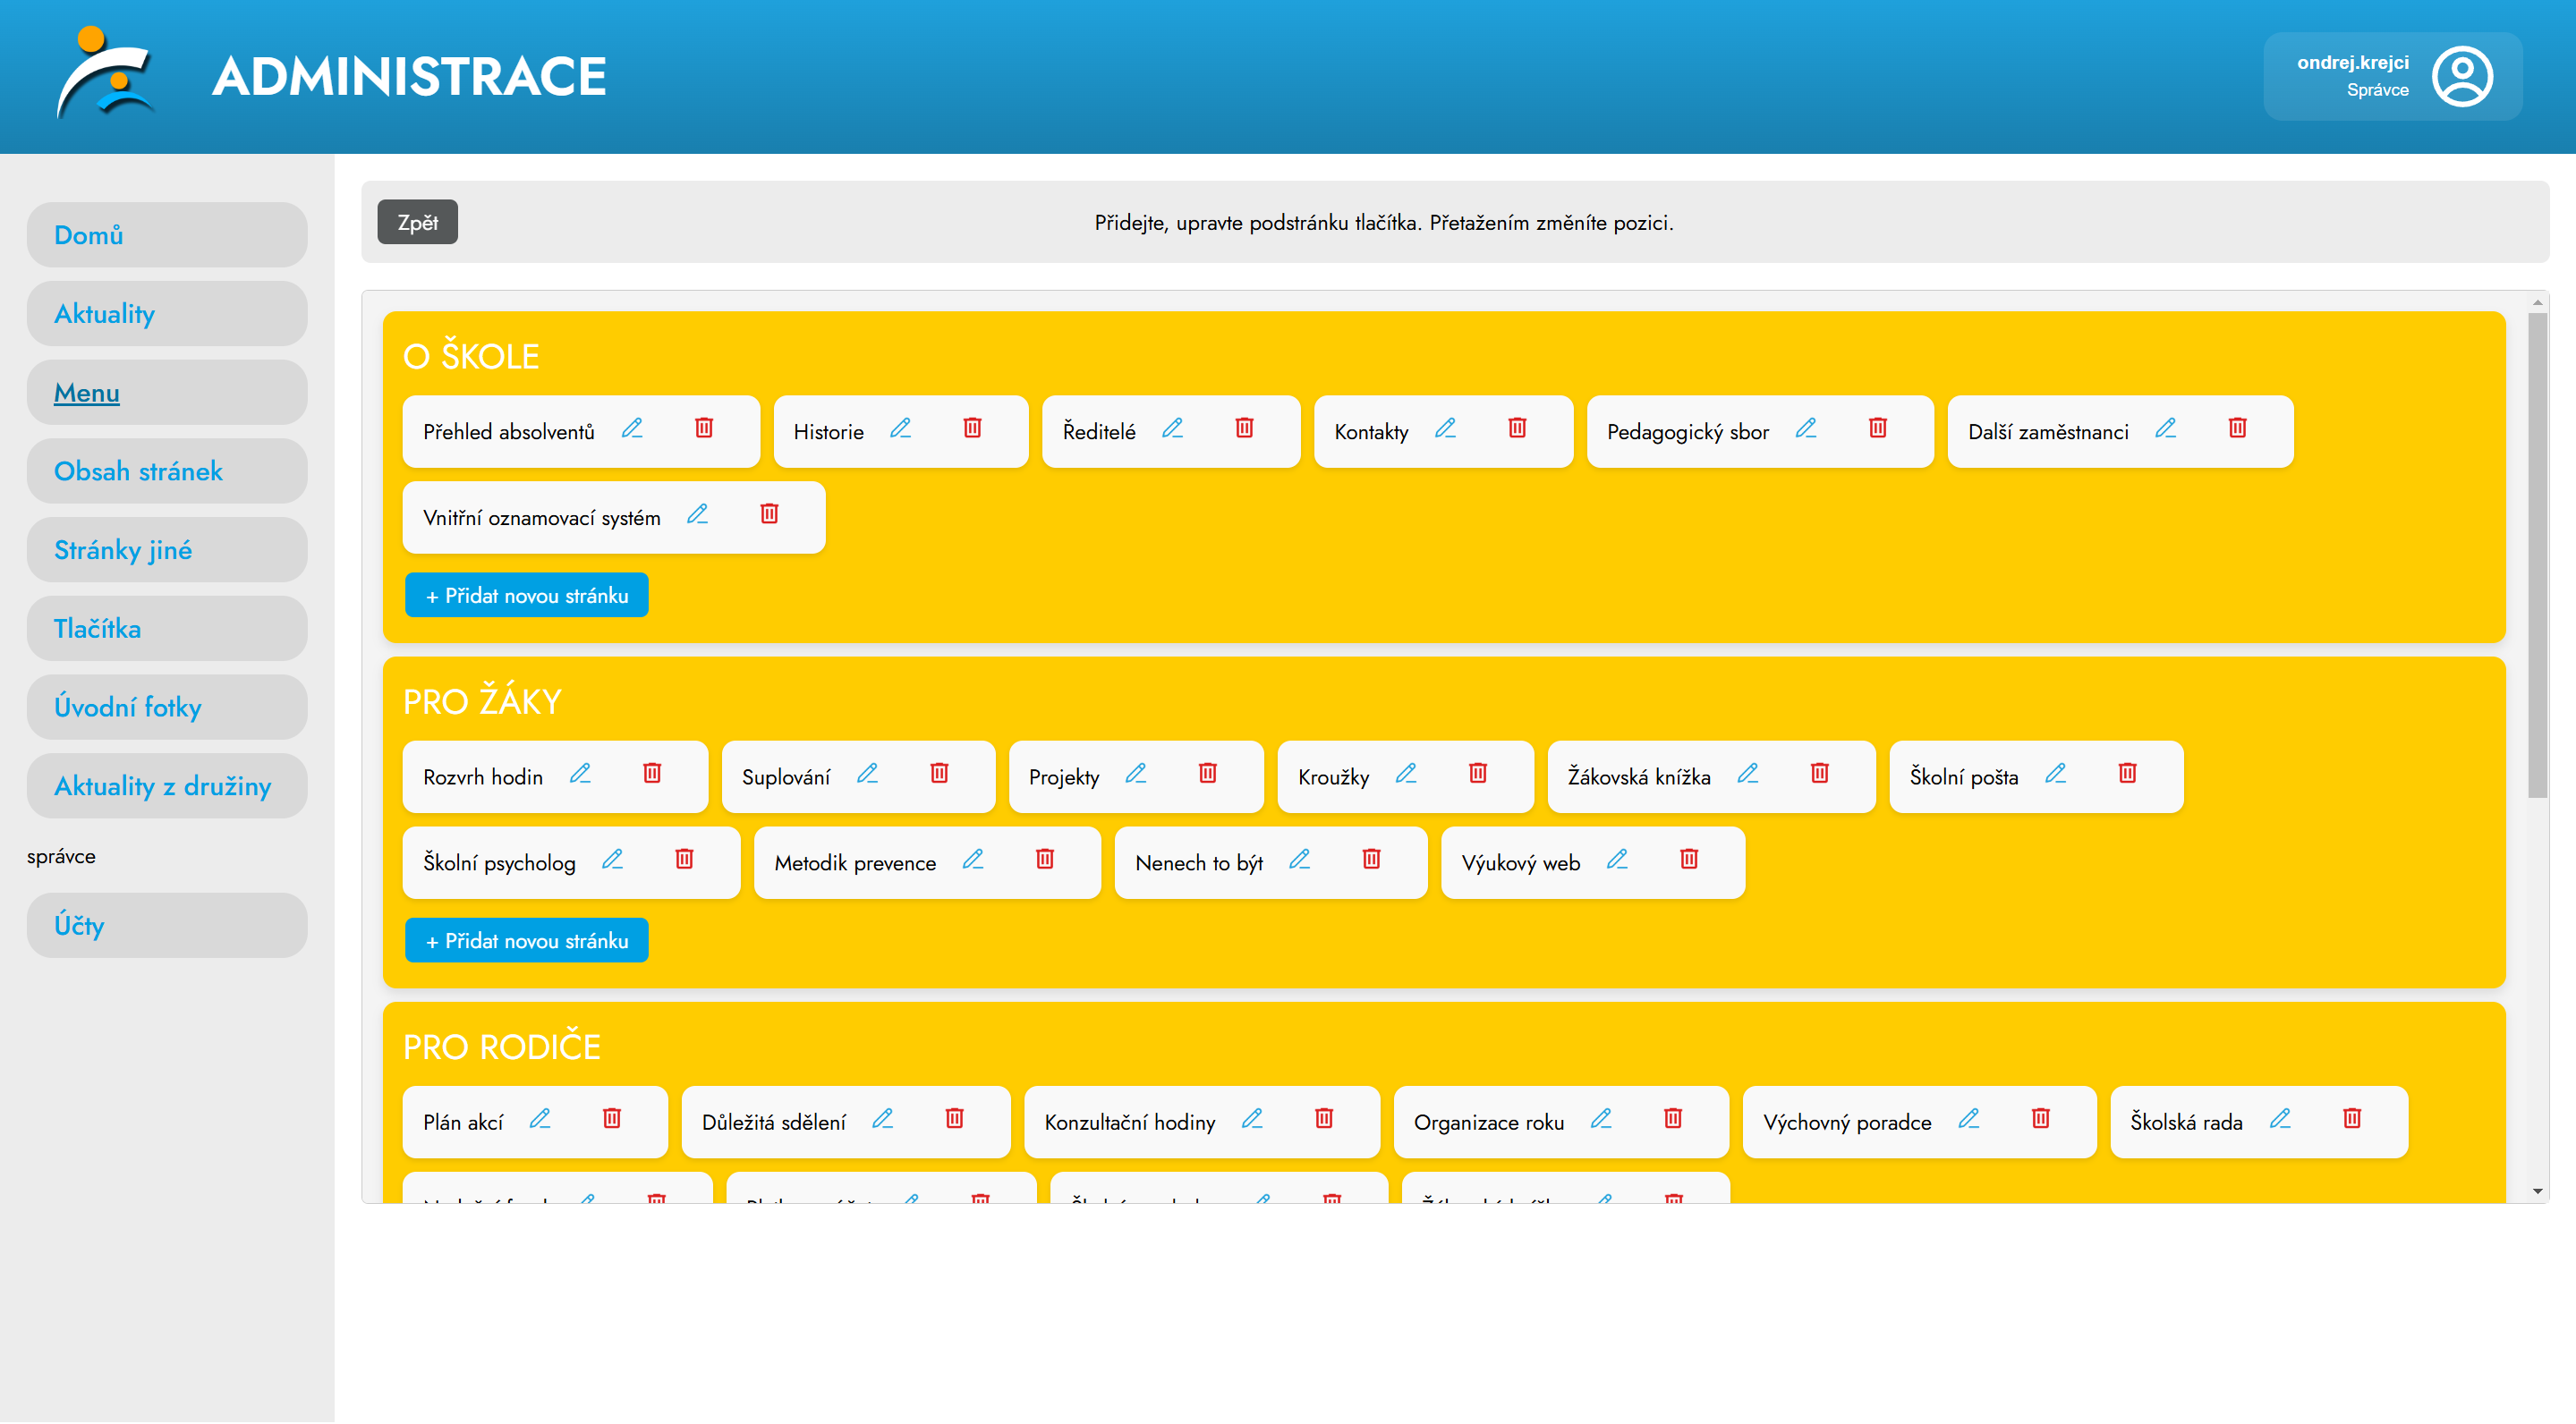 ADMINISTRACE
ondrej.krejci
Správce
Domů
Aktuality
Menu
Obsah stránek
Stránky jiné
Tlačítka
Úvodní fotky
Aktuality z družiny
správce
Účty
Zpět
Přidejte, upravte podstránku tlačítka. Přetažením změníte pozici.
O ŠKOLE
Přehled absolventů
Historie
Ředitelé
Kontakty
Pedagogický sbor
Další zaměstnanci
Vnitřní oznamovací systém
+ Přidat novou stránku
PRO ŽÁKY
Rozvrh hodin
Suplování
Projekty
Kroužky
Žákovská knížka
Školní pošta
Školní psycholog
Metodik prevence
Nenech to být
Výukový web
+ Přidat novou stránku
PRO RODIČE
Plán akcí
Důležitá sdělení
Konzultační hodiny
Organizace roku
Výchovný poradce
Školská rada